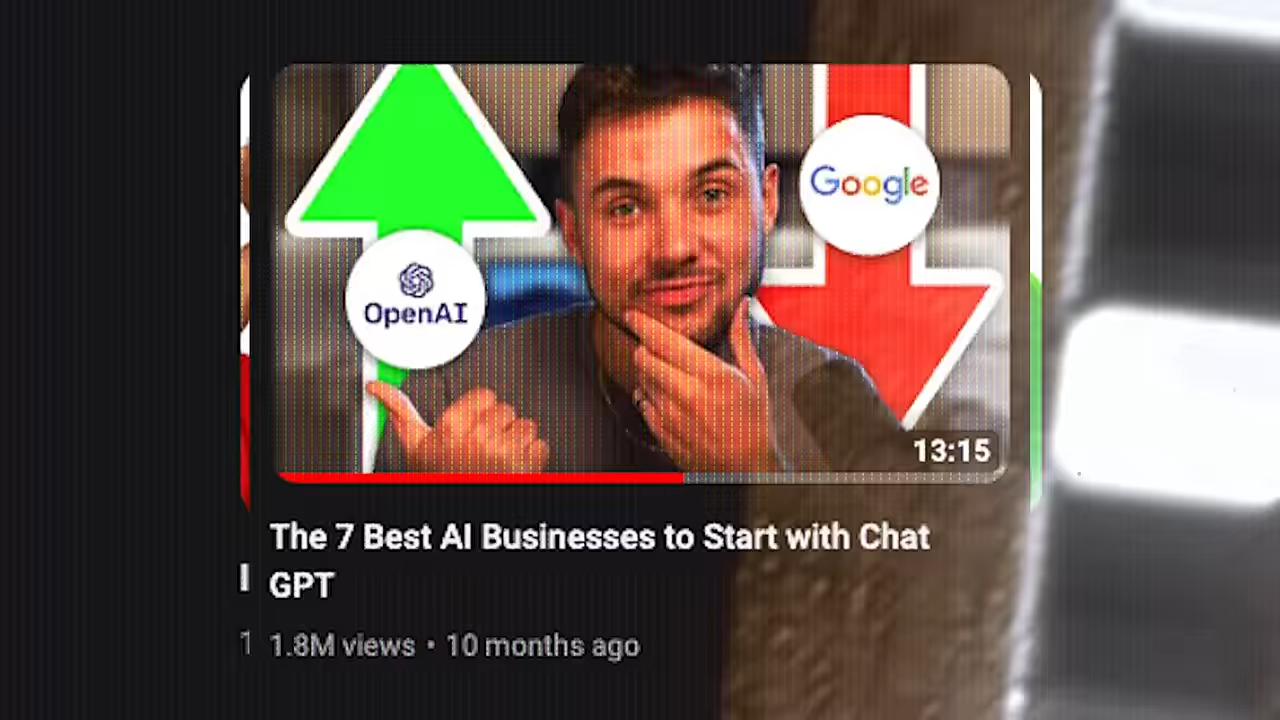 Google
OpenAI
13:15
The 7 Best AI Businesses to Start with Chat
GPT
1.8M views • 10 months ago